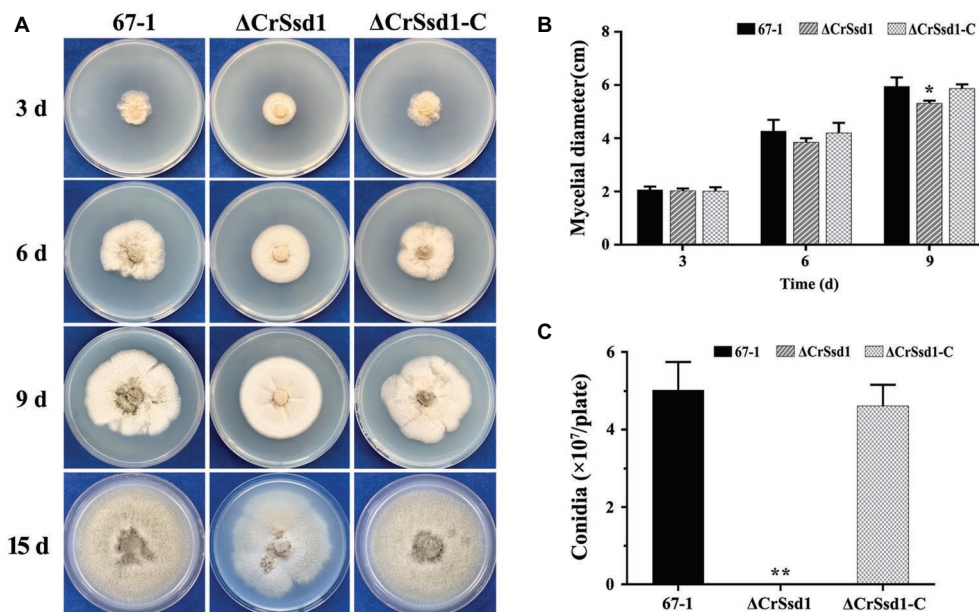 A
67-1
ΔCrSsd1
ΔCrSsd1-C
3 d
6 d
9 d
15 d
B
67-1
ΔCrSsd1
ΔCrSsd1-C
Mycelial diameter(cm)
8
6
4
2
0
*
3
6
9
Time (d)
C
67-1
ΔCrSsd1
ΔCrSsd1-C
Conidia (×10⁷/plate)
6
4
2
0
**
67-1
ΔCrSsd1
ΔCrSsd1-C